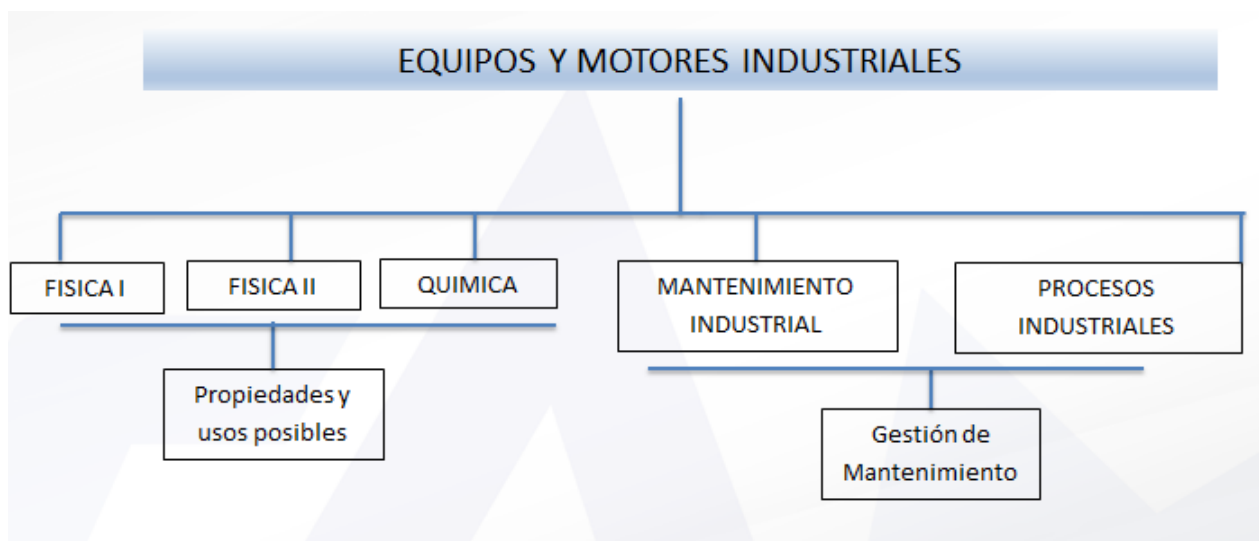 EQUIPOS Y MOTORES INDUSTRIALES
FISICA I
FISICA II
QUIMICA
MANTENIMIENTO
INDUSTRIAL
PROCESOS
INDUSTRIALES
Propiedades y
usos posibles
Gestión de
Mantenimiento